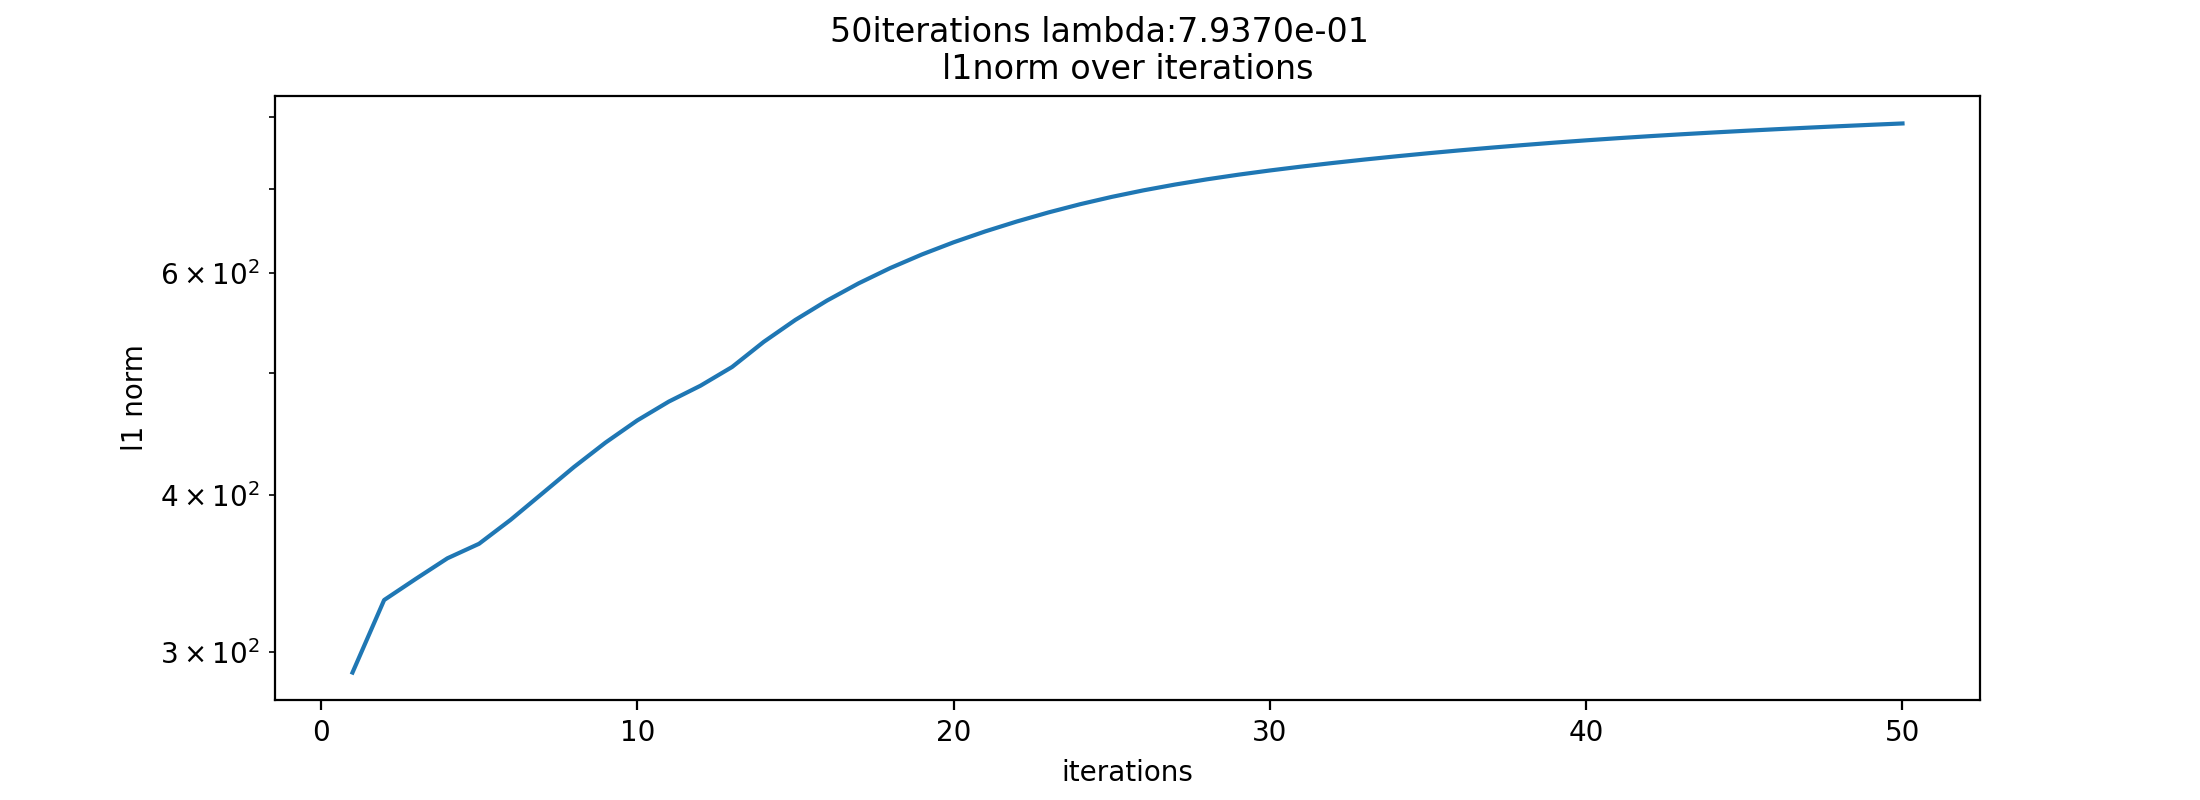 50iterations lambda:7.9370e-01
l1norm over iterations
6 × 10²
4 × 10²
3 × 10²
l1 norm
0 10 20 30 40 50
iterations